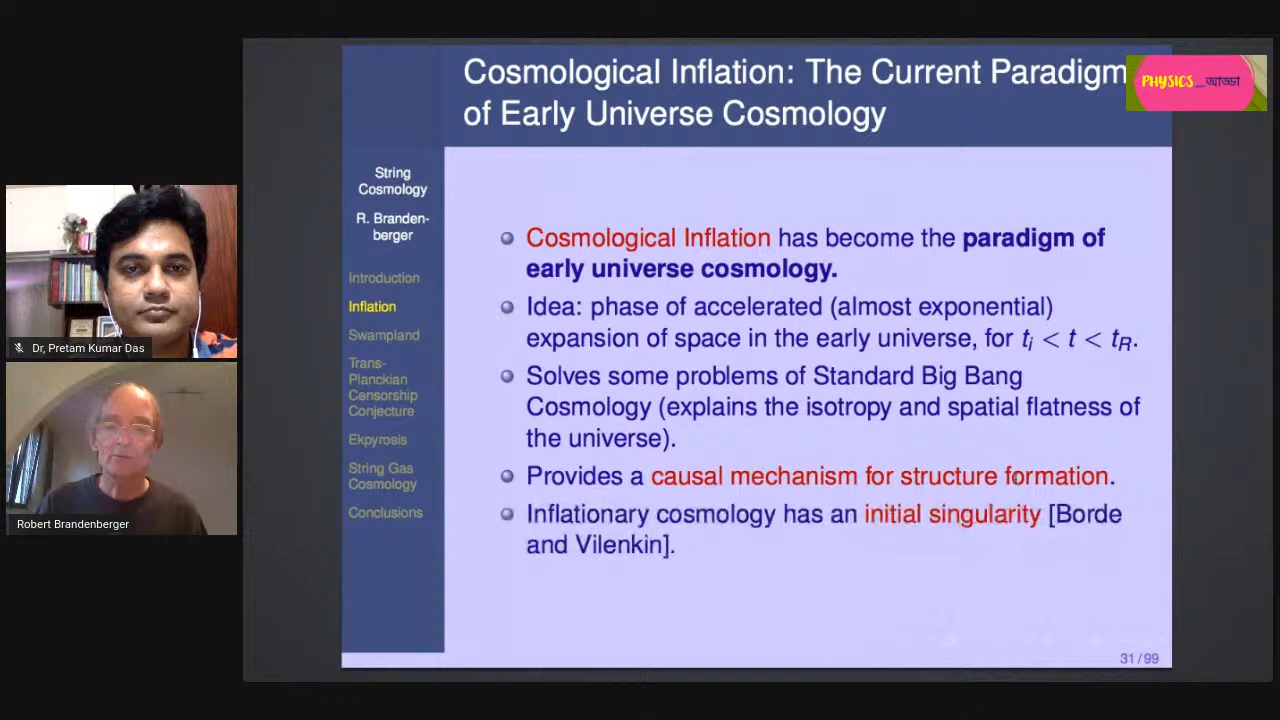 Cosmological Inflation: The Current Paradigm
of Early Universe Cosmology
PHYSICS_আড্ডা
String
Cosmology
R. Branden-
berger
Introduction
Inflation
Swampland
Trans-
Planckian
Censorship
Conjecture
Ekpyrosis
String Gas
Cosmology
Conclusions
Cosmological Inflation has become the paradigm of
early universe cosmology.
Idea: phase of accelerated (almost exponential)
expansion of space in the early universe, for t_i < t < t_R.
Solves some problems of Standard Big Bang
Cosmology (explains the isotropy and spatial flatness of
the universe).
Provides a causal mechanism for structure formation.
Inflationary cosmology has an initial singularity [Borde
and Vilenkin].
31 / 99
Dr, Pretam Kumar Das
Robert Brandenberger